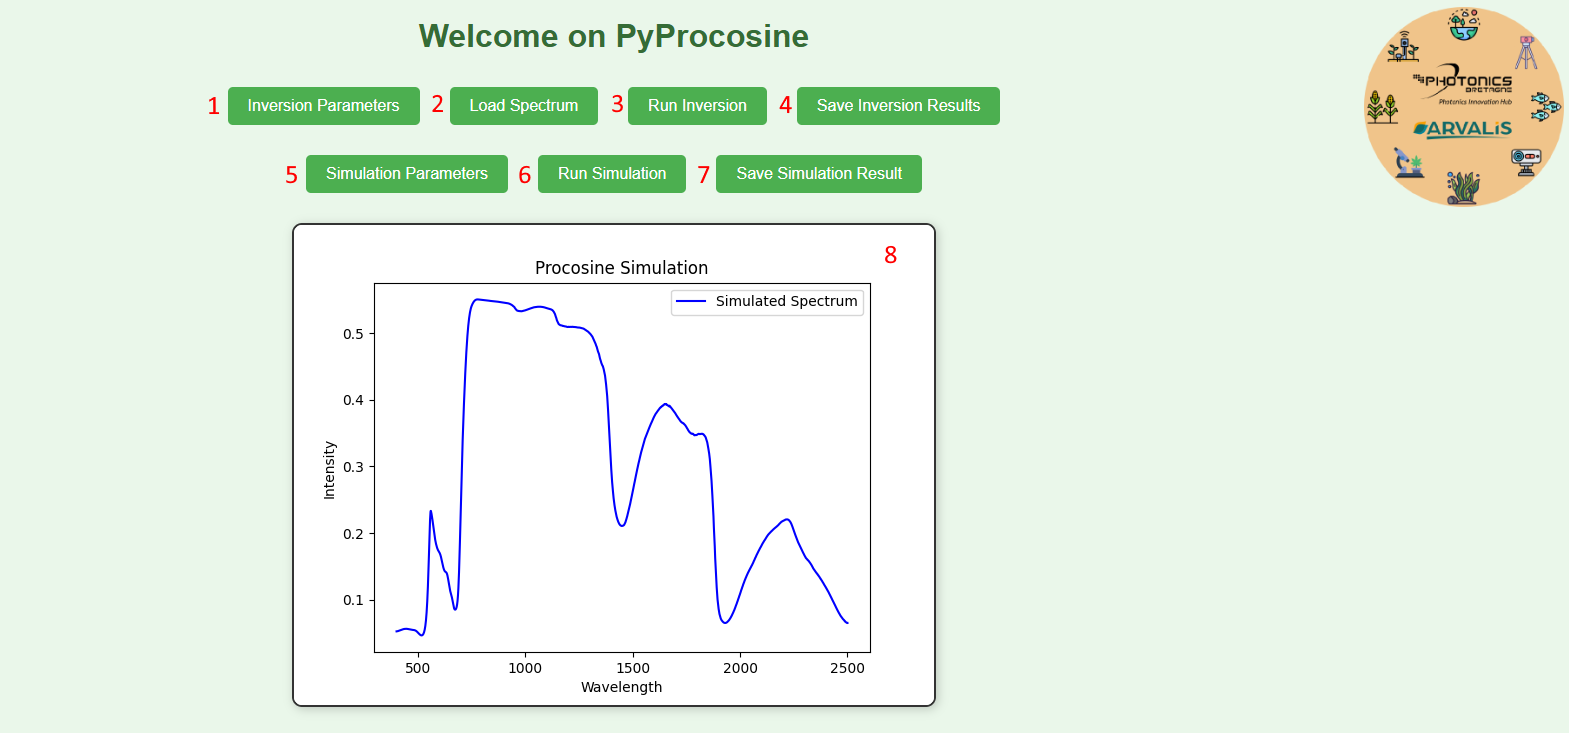 Welcome on PyProcosine
1 Inversion Parameters 2 Load Spectrum 3 Run Inversion 4 Save Inversion Results
5 Simulation Parameters 6 Run Simulation 7 Save Simulation Result
PHOTONICS
BRETAGNE
Photonics Innovation Hub
ARVALIS
8
Procosine Simulation
Simulated Spectrum
Intensity
0.5
0.4
0.3
0.2
0.1
500 1000 1500 2000 2500
Wavelength